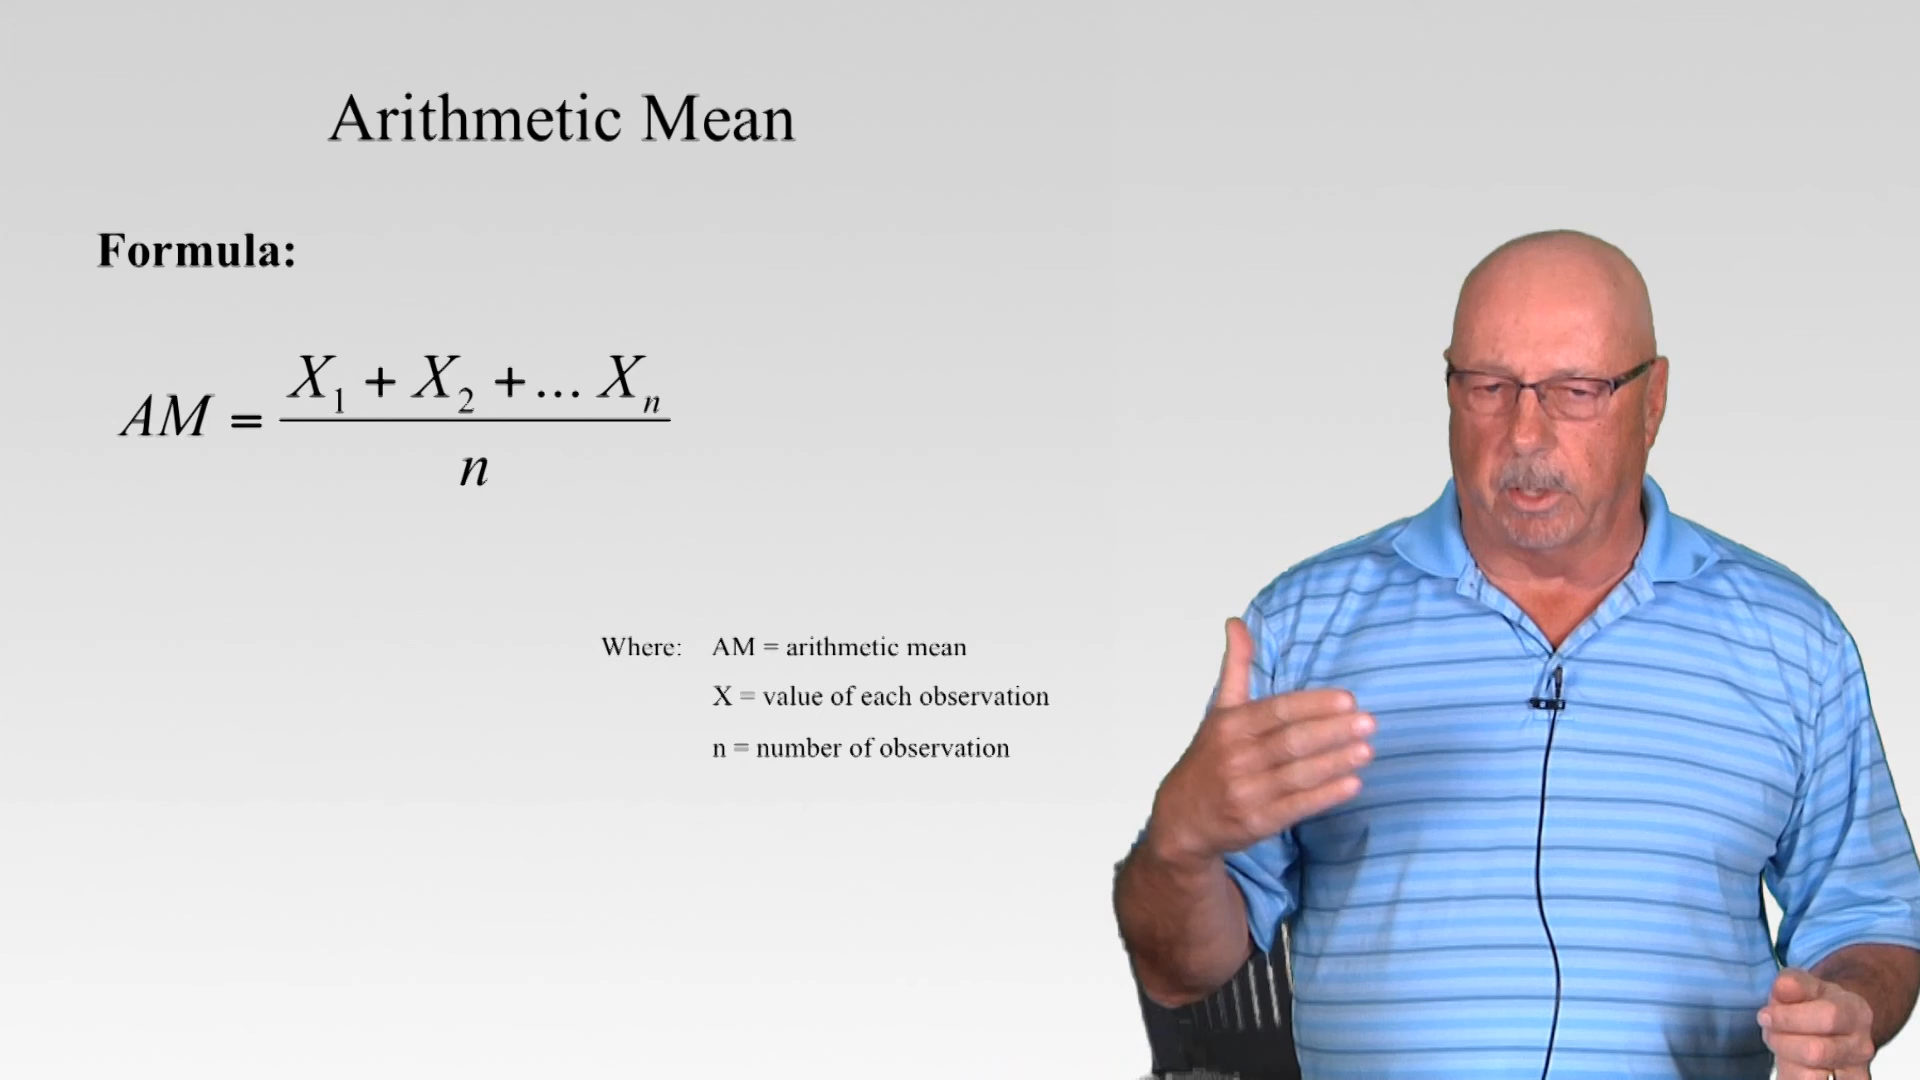 Arithmetic Mean
Formula:
AM = (X₁ + X₂ +... Xₙ) / n
Where: AM = arithmetic mean
X = value of each observation
n = number of observation